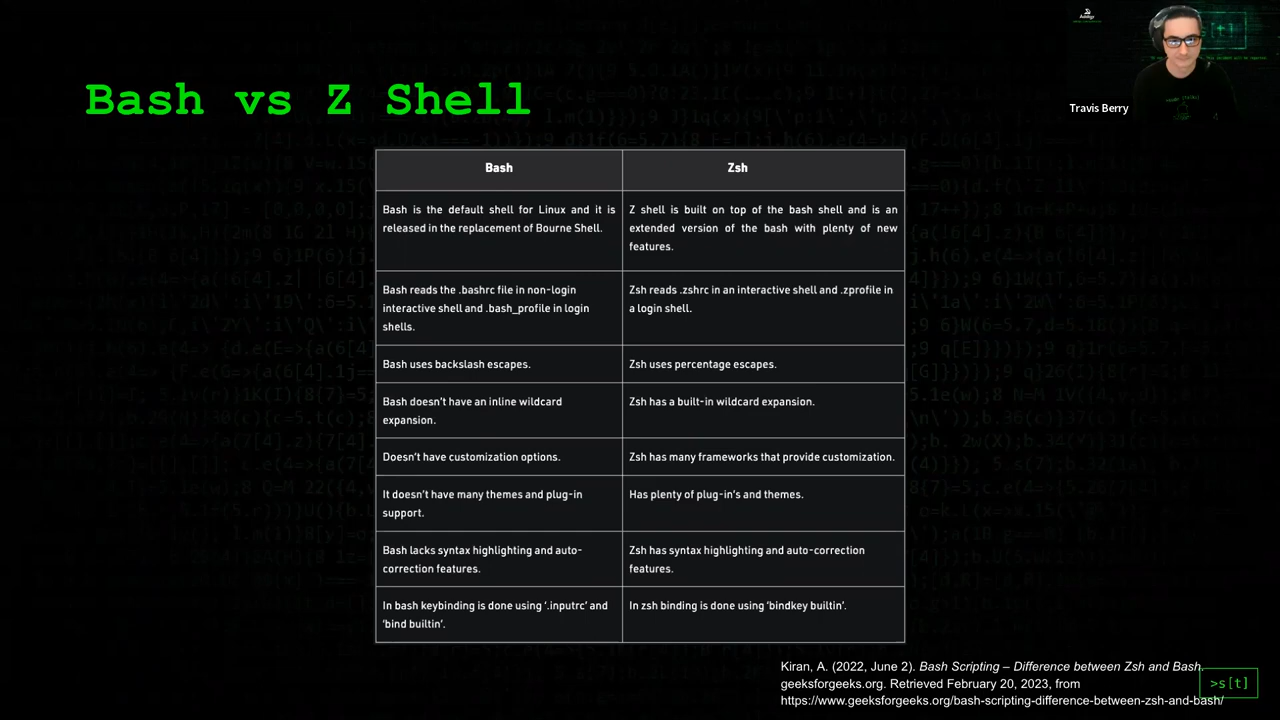 Bash vs Z Shell
Travis Berry
Bash
Zsh
Bash is the default shell for Linux and it is
released in the replacement of Bourne Shell.
Z shell is built on top of the bash shell and is an
extended version of the bash with plenty of new
features.
Bash reads the .bashrc file in non-login
interactive shell and .bash_profile in login
shells.
Zsh reads .zshrc in an interactive shell and .zprofile in
a login shell.
Bash uses backslash escapes.
Zsh uses percentage escapes.
Bash doesn't have an inline wildcard
expansion.
Zsh has a built-in wildcard expansion.
Doesn't have customization options.
Zsh has many frameworks that provide customization.
It doesn't have many themes and plug-in
support.
Has plenty of plug-in's and themes.
Bash lacks syntax highlighting and auto-
correction features.
Zsh has syntax highlighting and auto-correction
features.
In bash keybinding is done using '.inputrc' and
'bind builtin'.
In zsh binding is done using 'bindkey builtin'.
Kiran, A. (2022, June 2). Bash Scripting – Difference between Zsh and Bash.
geeksforgeeks.org. Retrieved February 20, 2023, from
https://www.geeksforgeeks.org/bash-scripting-difference-between-zsh-and-bash/
>s[t]